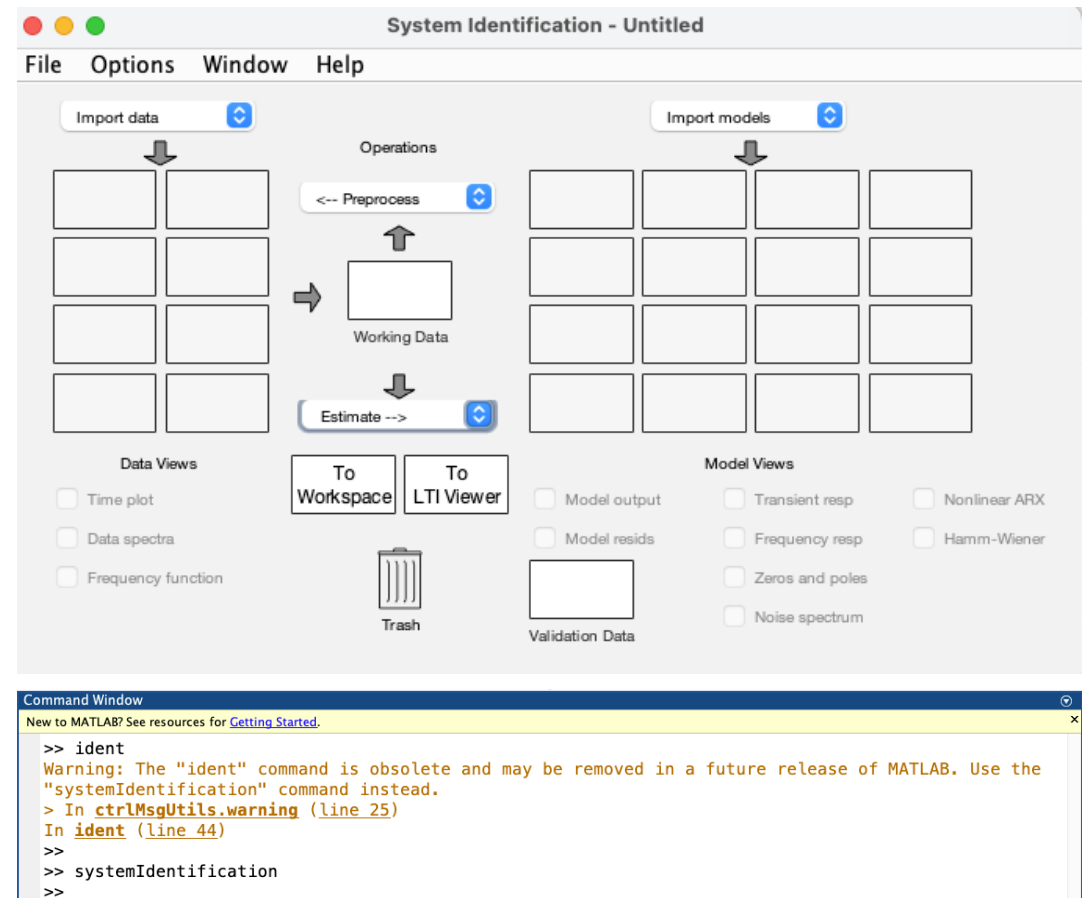 System Identification - Untitled
File Options Window Help
Import data
Import models
Operations
<-- Preprocess
Working Data
Estimate -->
Data Views
To Workspace
To LTI Viewer
Model Views
Time plot
Model output
Transient resp
Nonlinear ARX
Data spectra
Model resids
Frequency resp
Hamm-Wiener
Frequency function
Zeros and poles
Trash
Noise spectrum
Validation Data
Command Window
New to MATLAB? See resources for Getting Started.
>> ident
Warning: The "ident" command is obsolete and may be removed in a future release of MATLAB. Use the
"systemIdentification" command instead.
> In ctrlMsgUtils.warning (line 25)
In ident (line 44)
>>
>> systemIdentification
>>